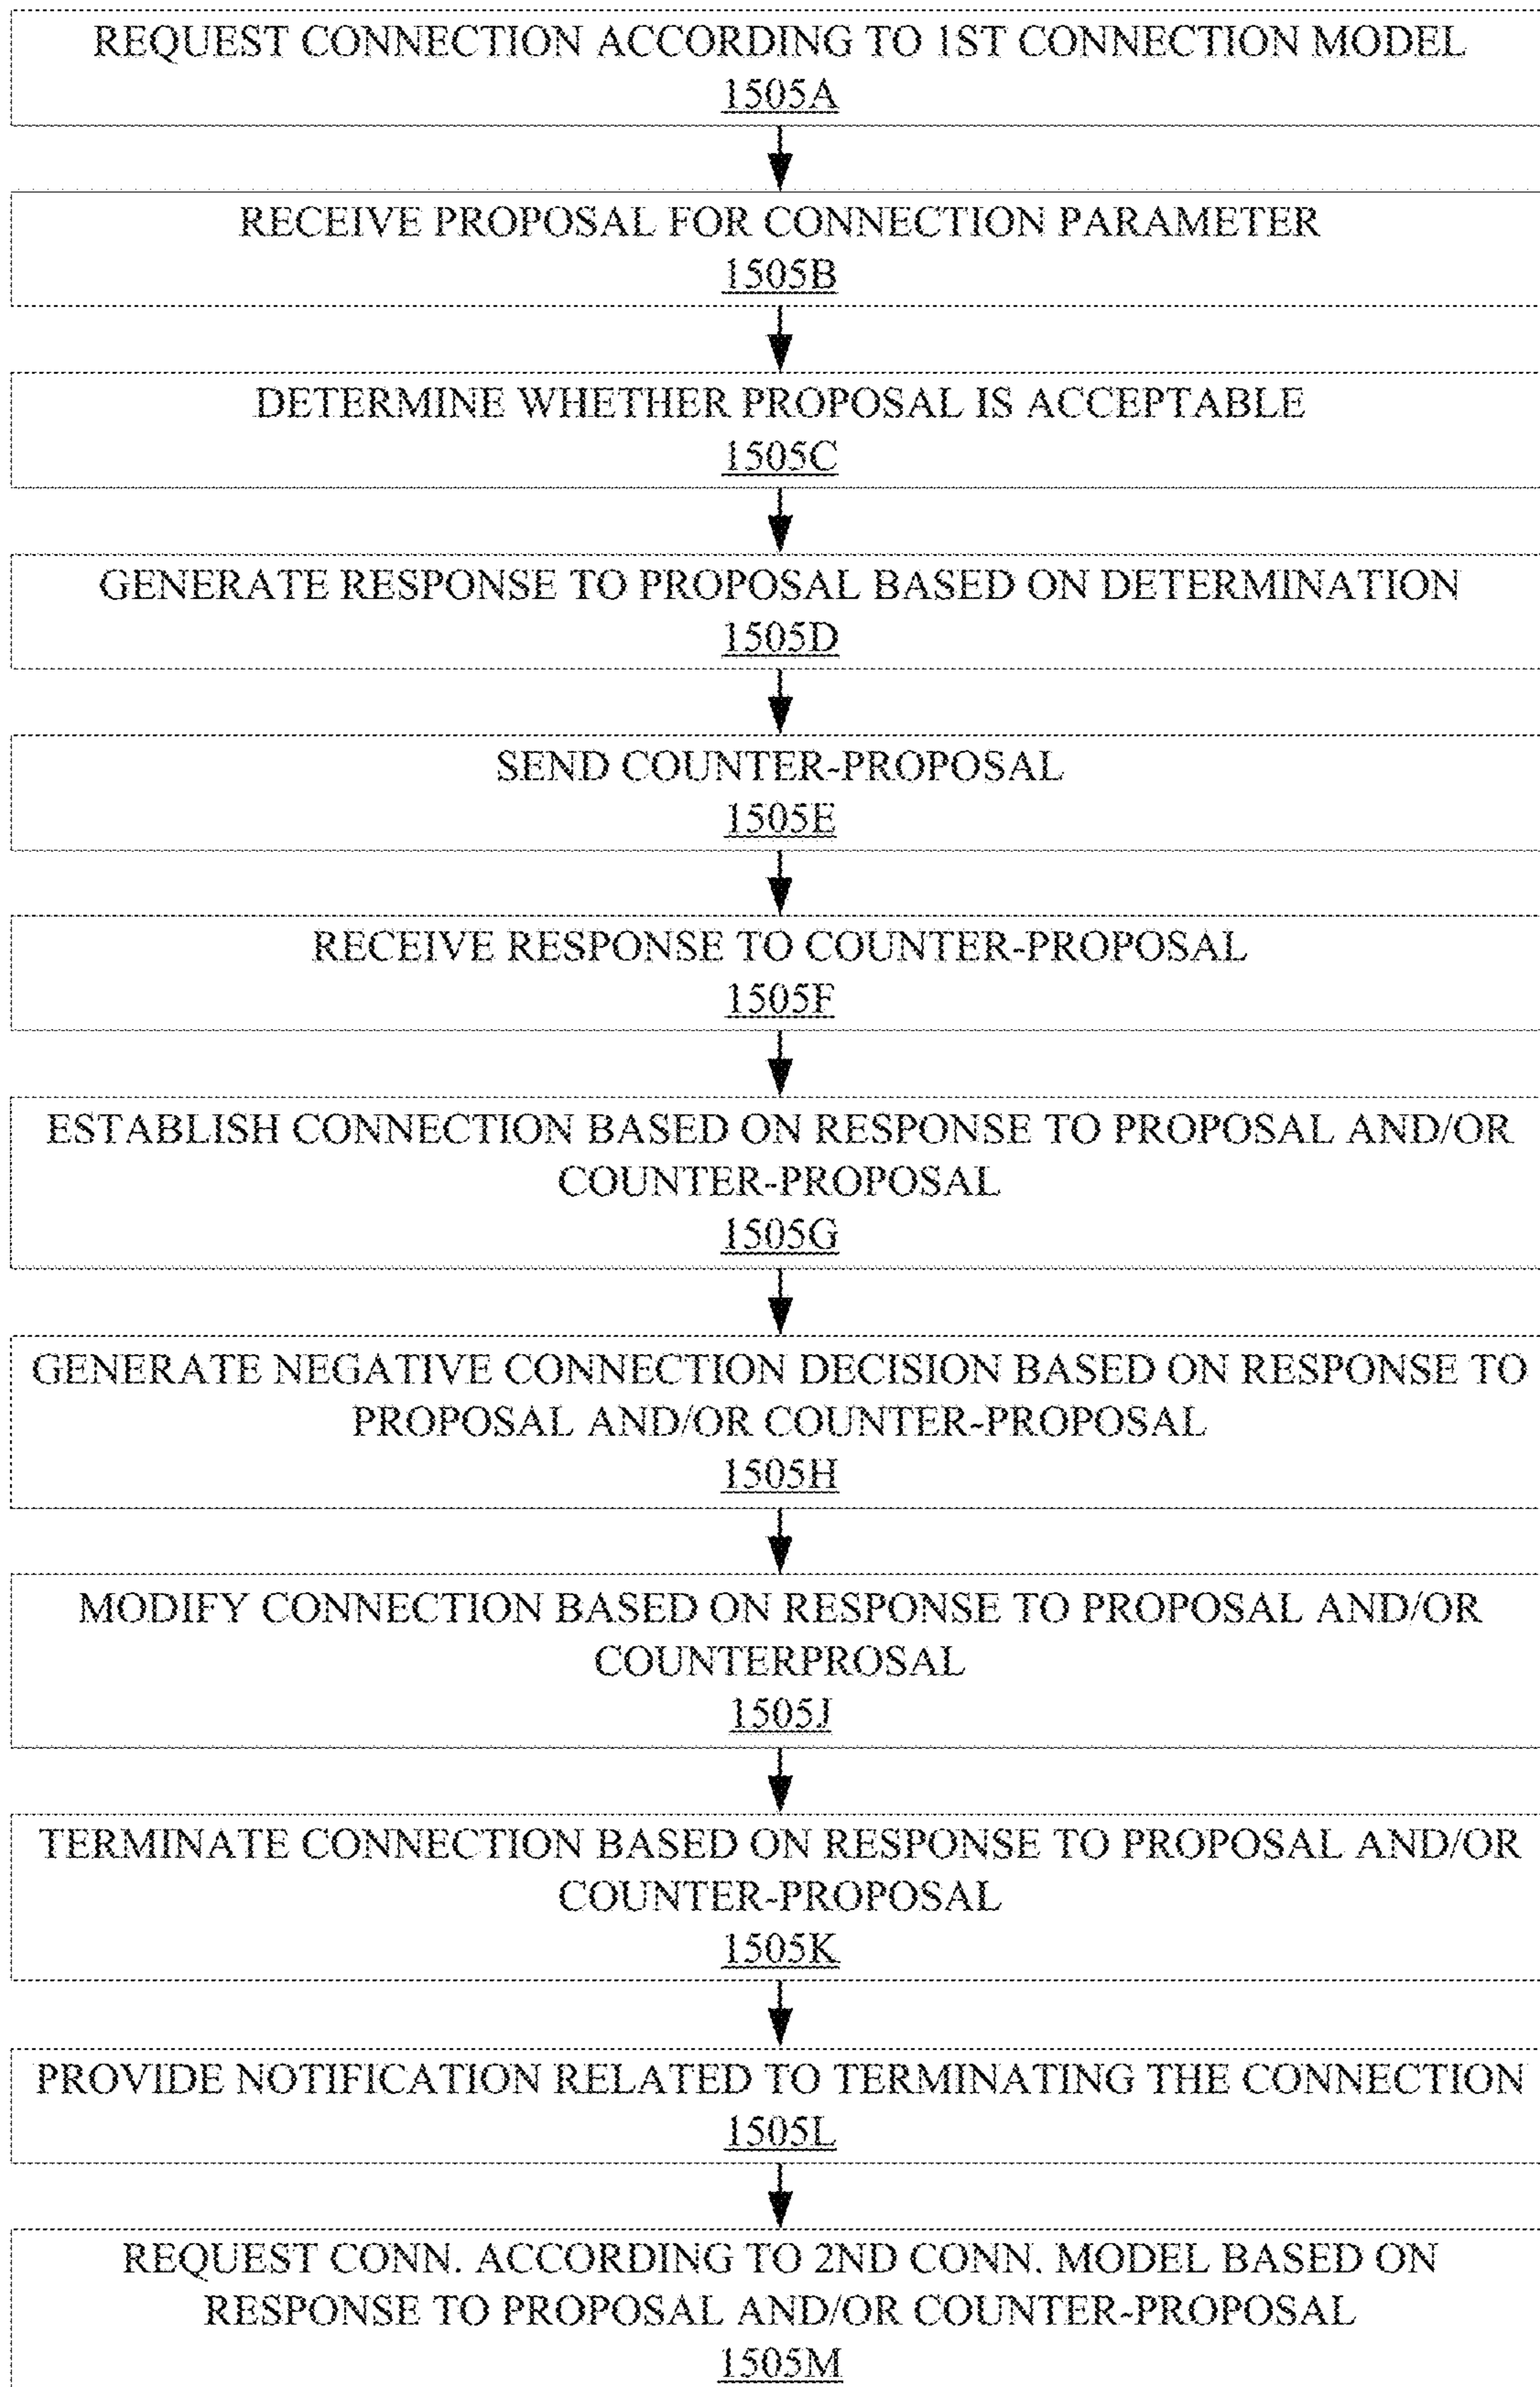 REQUEST CONNECTION ACCORDING TO 1ST CONNECTION MODEL
1505A
RECEIVE PROPOSAL FOR CONNECTION PARAMETER
1505B
DETERMINE WHETHER PROPOSAL IS ACCEPTABLE
1505C
GENERATE RESPONSE TO PROPOSAL BASED ON DETERMINATION
1505D
SEND COUNTER-PROPOSAL
1505E
RECEIVE RESPONSE TO COUNTER-PROPOSAL
1505F
ESTABLISH CONNECTION BASED ON RESPONSE TO PROPOSAL AND/OR
COUNTER-PROPOSAL
1505G
GENERATE NEGATIVE CONNECTION DECISION BASED ON RESPONSE TO
PROPOSAL AND/OR COUNTER-PROPOSAL
1505H
MODIFY CONNECTION BASED ON RESPONSE TO PROPOSAL AND/OR
COUNTERPROSAL
1505J
TERMINATE CONNECTION BASED ON RESPONSE TO PROPOSAL AND/OR
COUNTER-PROPOSAL
1505K
PROVIDE NOTIFICATION RELATED TO TERMINATING THE CONNECTION
1505L
REQUEST CONN. ACCORDING TO 2ND CONN. MODEL BASED ON
RESPONSE TO PROPOSAL AND/OR COUNTER-PROPOSAL
1505M